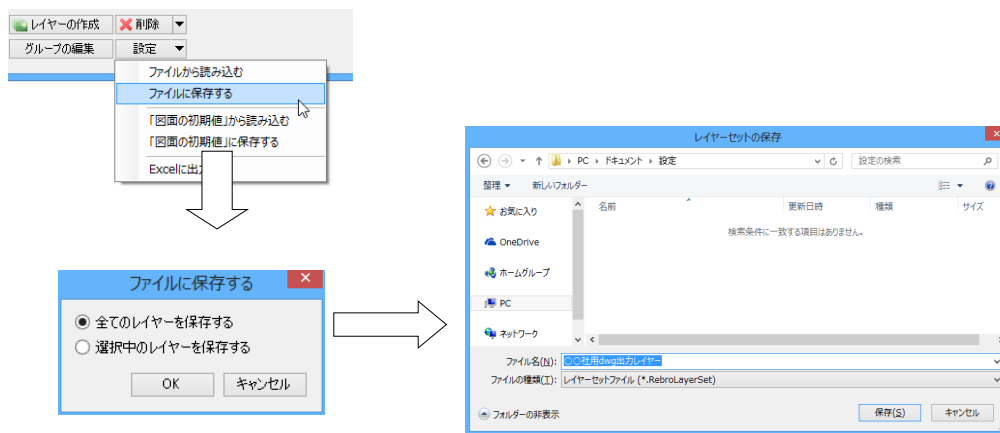 レイヤーの作成 削除
グループの編集 設定
ファイルから読み込む
ファイルに保存する
「図面の初期値」から読み込む
「図面の初期値」に保存する
Excelに出
ファイルに保存する
全てのレイヤーを保存する
選択中のレイヤーを保存する
OK キャンセル
レイヤーセットの保存
PC ドキュメント 設定 設定の検索
整理 新しいフォルダー
名前 更新日時 種類 サイズ
検索条件に一致する項目はありません。
お気に入り
OneDrive
ホームグループ
PC
ネットワーク
ファイル名(N): 〇〇社用dwg出力レイヤー
ファイルの種類(T): レイヤーセットファイル (*.RebroLayerSet)
フォルダーの非表示 保存(S) キャンセル